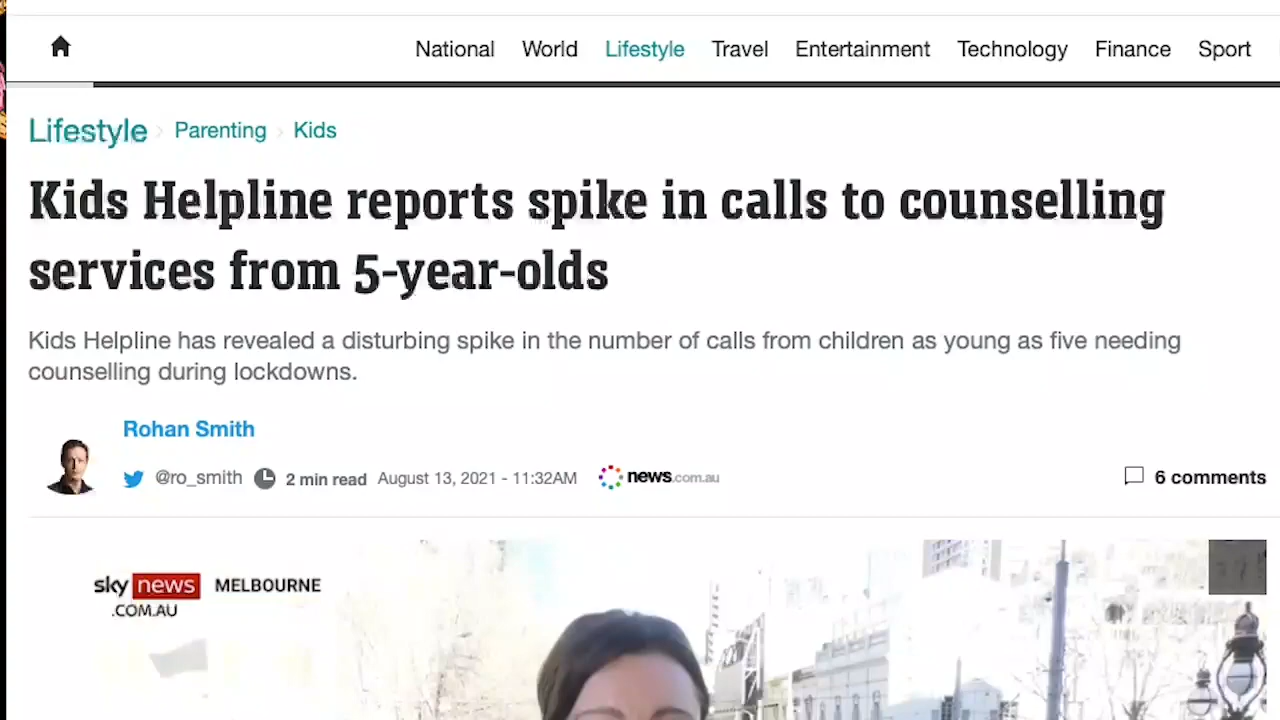 National World Lifestyle Travel Entertainment Technology Finance Sport
Lifestyle Parenting Kids
Kids Helpline reports spike in calls to counselling
services from 5-year-olds
Kids Helpline has revealed a disturbing spike in the number of calls from children as young as five needing
counselling during lockdowns.
Rohan Smith
@ro_smith 2 min read August 13, 2021 - 11:32AM news.com.au 6 comments
sky news MELBOURNE
.COM.AU